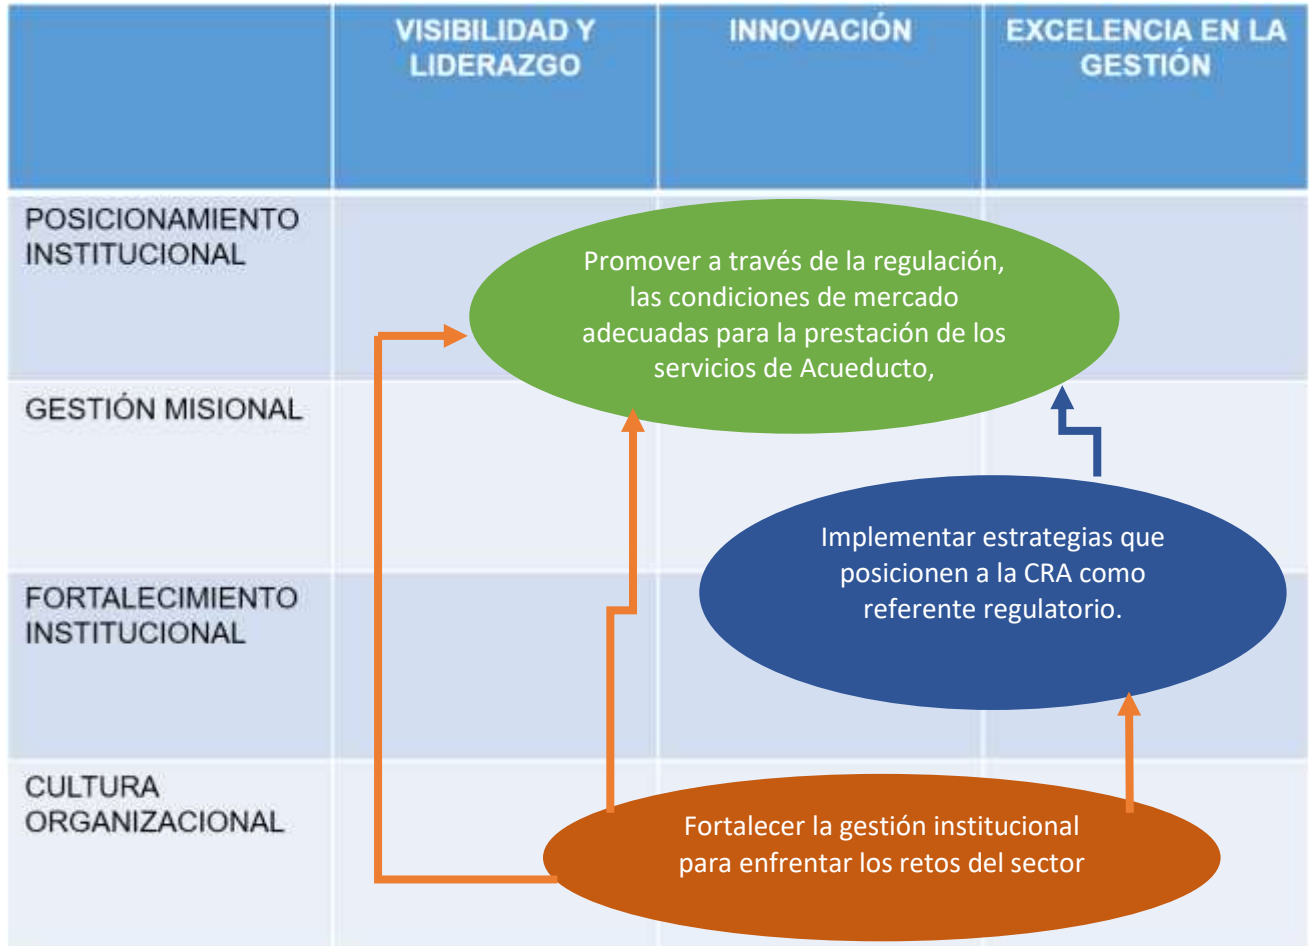 VISIBILIDAD Y
LIDERAZGO
INNOVACIÓN
EXCELENCIA EN LA
GESTIÓN
POSICIONAMIENTO
INSTITUCIONAL
Promover a través de la regulación,
las condiciones de mercado
adecuadas para la prestación de los
servicios de Acueducto,
GESTIÓN MISIONAL
Implementar estrategias que
posicionen a la CRA como
referente regulatorio.
FORTALECIMIENTO
INSTITUCIONAL
CULTURA
ORGANIZACIONAL
Fortalecer la gestión institucional
para enfrentar los retos del sector